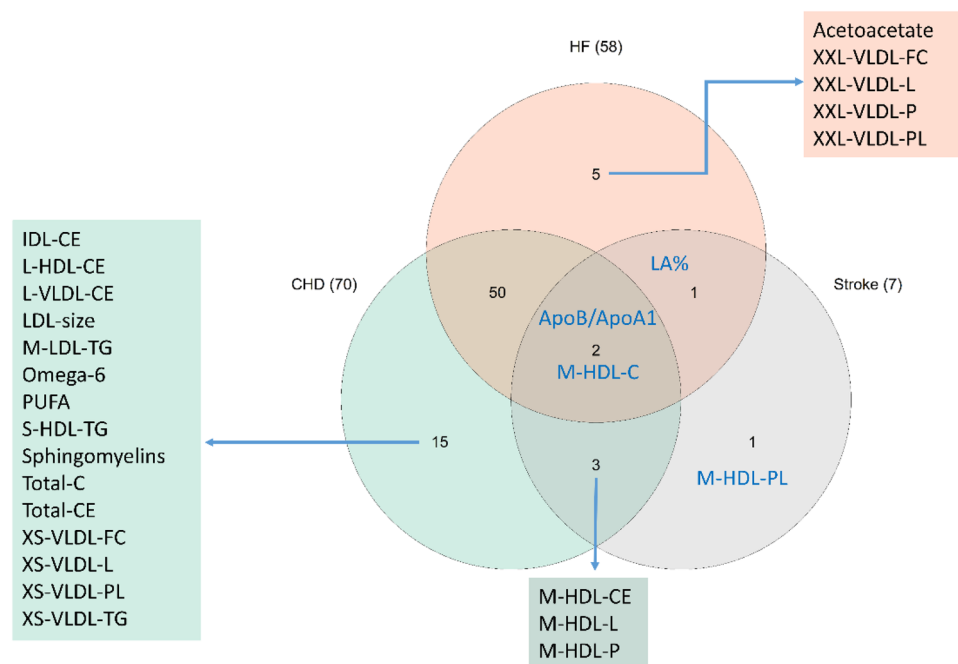 HF (58)
Acetoacetate
XXL-VLDL-FC
XXL-VLDL-L
XXL-VLDL-P
XXL-VLDL-PL
5
IDL-CE
L-HDL-CE
L-VLDL-CE
LDL-size
M-LDL-TG
Omega-6
PUFA
S-HDL-TG
Sphingomyelins
Total-C
Total-CE
XS-VLDL-FC
XS-VLDL-L
XS-VLDL-PL
XS-VLDL-TG
CHD (70)
50
LA%
1
Stroke (7)
ApoB/ApoA1
2
M-HDL-C
15
3
1
M-HDL-PL
M-HDL-CE
M-HDL-L
M-HDL-P